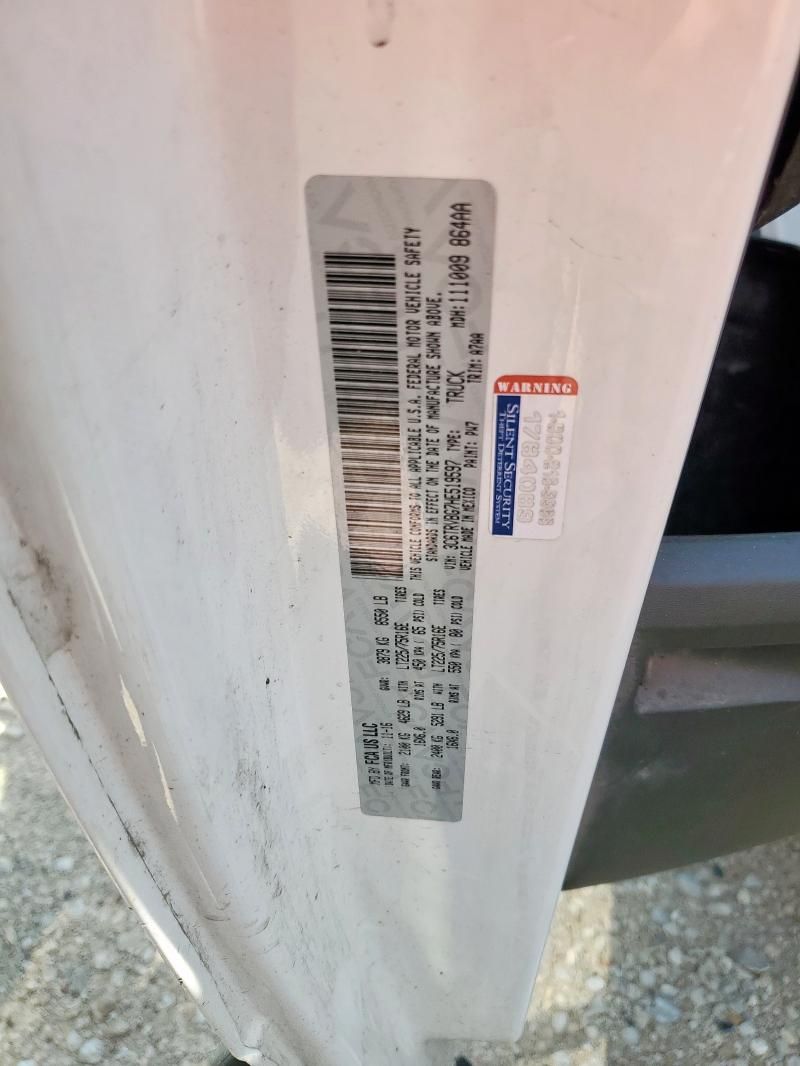 MFD BY FCA US LLC
DATE OF MFR(BUILT): 11-16 GVWR: 3879 KG 8550 LB
GAWR FRONT: 2100 KG 4629 LB WITH LT225/75R16E TIRES
16X6.0 RIMS AT 450 KPA ( 65 PSI) COLD
GAWR REAR: 2400 KG 5291 LB WITH LT225/75R16E TIRES
16X6.0 RIMS AT 550 KPA ( 80 PSI) COLD
THIS VEHICLE CONFORMS TO ALL APPLICABLE U.S.A. FEDERAL MOTOR VEHICLE SAFETY
STANDARDS IN EFFECT ON THE DATE OF MANUFACTURE SHOWN ABOVE.
VIN: 3C6TRVBG7HE519597 TYPE: TRUCK MDH:111009 864AA
VEHICLE MADE IN MEXICO PAINT: PW7 TRIM: A7AA
WARNING
SILENT SECURITY
THEFT DETERRENT SYSTEM